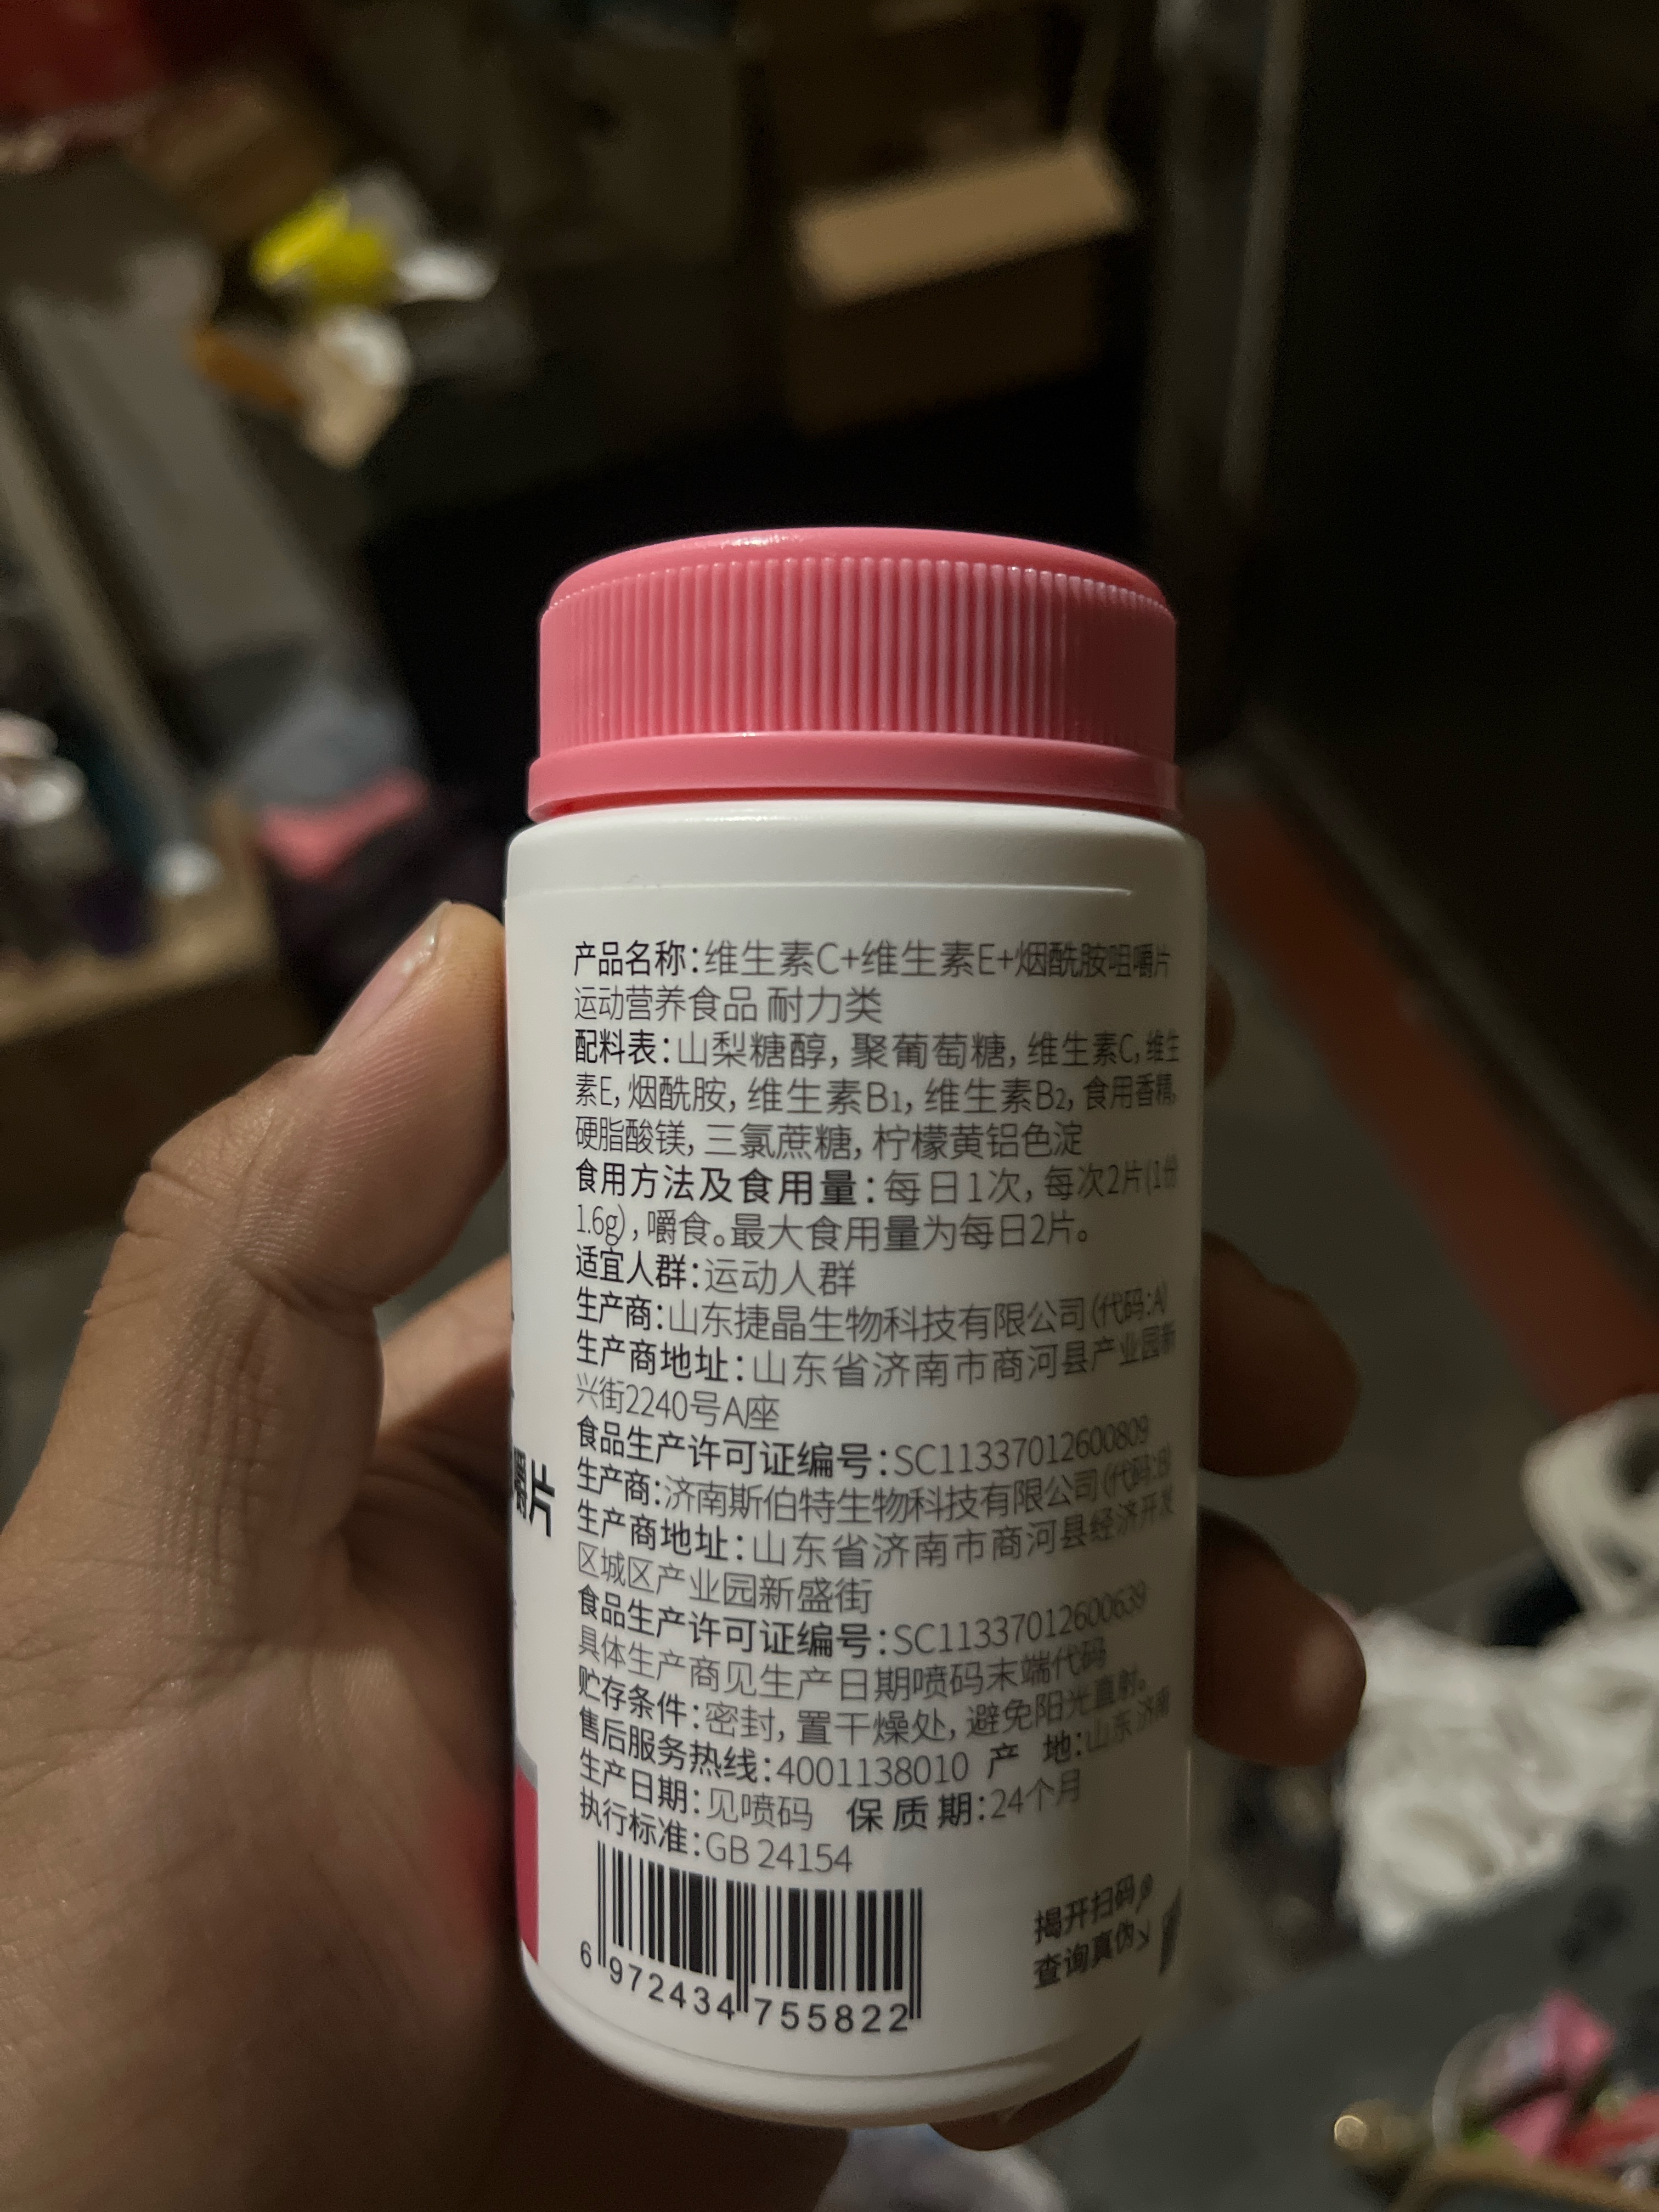 产品名称:维生素C+维生素E+烟酰胺咀嚼片
运动营养食品 耐力类
配料表:山梨糖醇, 聚葡萄糖, 维生素C, 维生
素E, 烟酰胺, 维生素B1, 维生素B2, 食用香精,
硬脂酸镁, 三氯蔗糖, 柠檬黄铝色淀
食用方法及食用量:每日1次, 每次2片(1份
1.6g), 嚼食。最大食用量为每日2片。
适宜人群:运动人群
生产商:山东捷晶生物科技有限公司(代码:A)
生产商地址:山东省济南市商河县产业园新
兴街2240号A座
食品生产许可证编号:SC11337012600809
生产商:济南斯伯特生物科技有限公司(代码:B)
生产商地址:山东省济南市商河县经济开发
区城区产业园新盛街
食品生产许可证编号:SC11337012600639
具体生产商见生产日期喷码末端代码
贮存条件:密封, 置干燥处, 避免阳光直射。
售后服务热线:4001138010 产 地:山东济南
生产日期:见喷码 保质期:24个月
执行标准:GB 24154
6 972434 755822
揭开扫码
查询真伪
嚼片